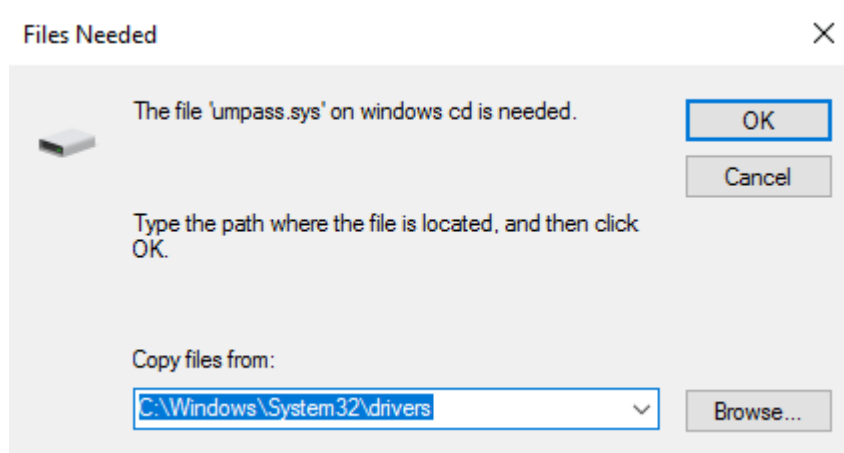 Files Needed
The file 'umpass.sys' on windows cd is needed.
OK
Cancel
Type the path where the file is located, and then click
OK.
Copy files from:
C:\Windows\System32\drivers
Browse...